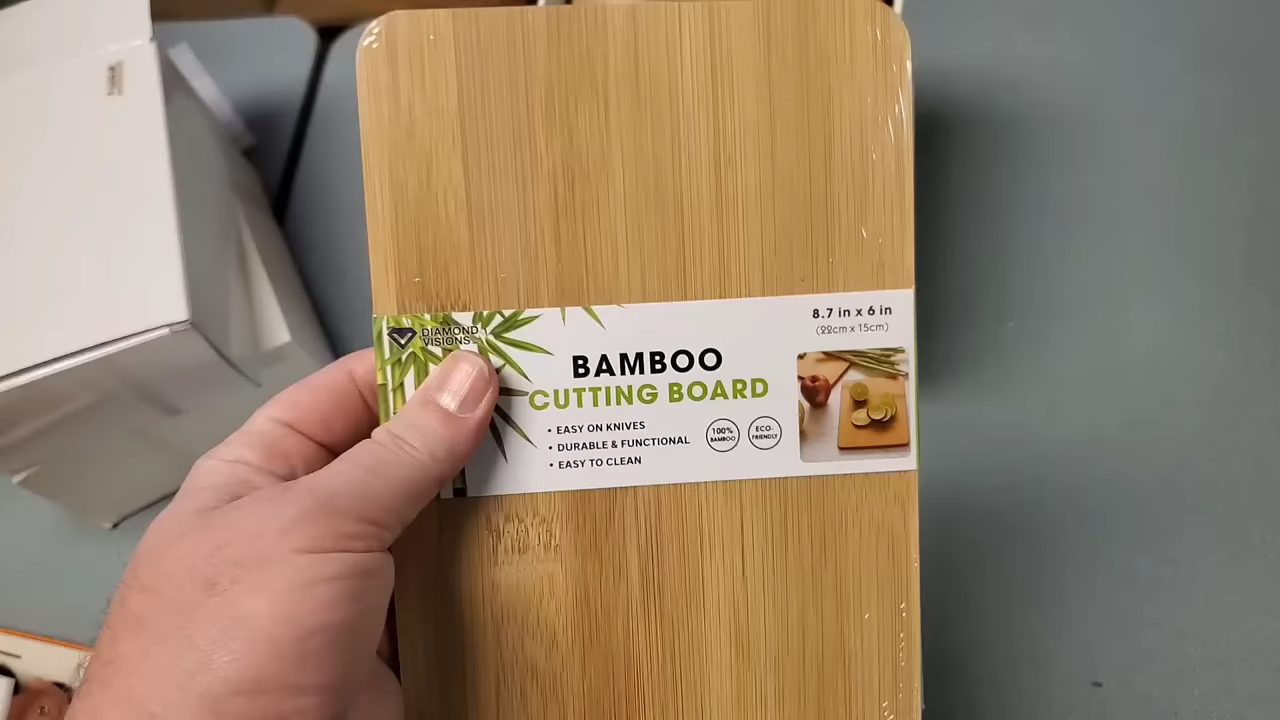 DIAMOND
VISIONS
8.7 in x 6 in
(22cm x 15cm)
BAMBOO
CUTTING BOARD
• EASY ON KNIVES
• DURABLE & FUNCTIONAL
• EASY TO CLEAN
100%
BAMBOO
ECO-
FRIENDLY